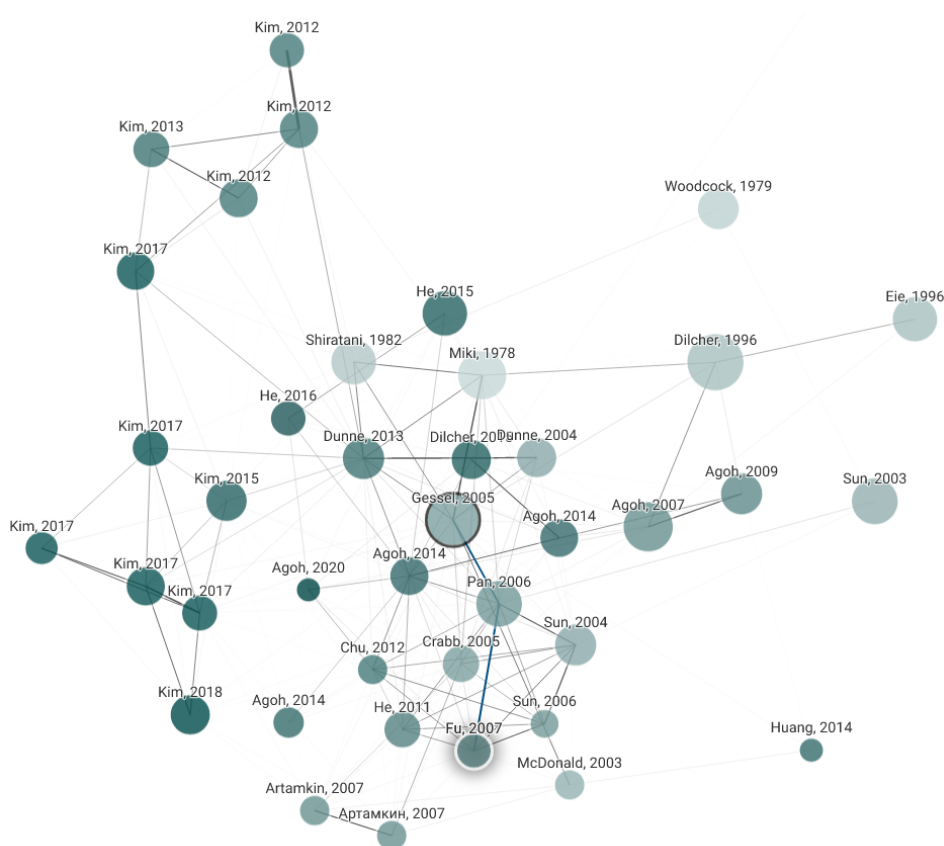 Kim, 2012
Kim, 2012
Kim, 2013
Kim, 2012
Woodcock, 1979
Kim, 2017
He, 2015
Eie, 1996
Shiratani, 1982
Miki, 1978
Dilcher, 1996
He, 2016
Kim, 2017
Dunne, 2013
Dilcher, 20
Dunne, 2004
Kim, 2015
Gessel, 2005
Agoh, 2009
Agoh, 2007
Sun, 2003
Kim, 2017
Agoh, 2014
Agoh, 2014
Kim, 2017
Agoh, 2020
Pan, 2006
Kim, 2017
Sun, 2004
Chu, 2012
Crabb, 2005
Kim, 2018
Agoh, 2014
He, 2011
Sun, 2006
Fu, 2007
Huang, 2014
McDonald, 2003
Artamkin, 2007
Артамкин, 2007